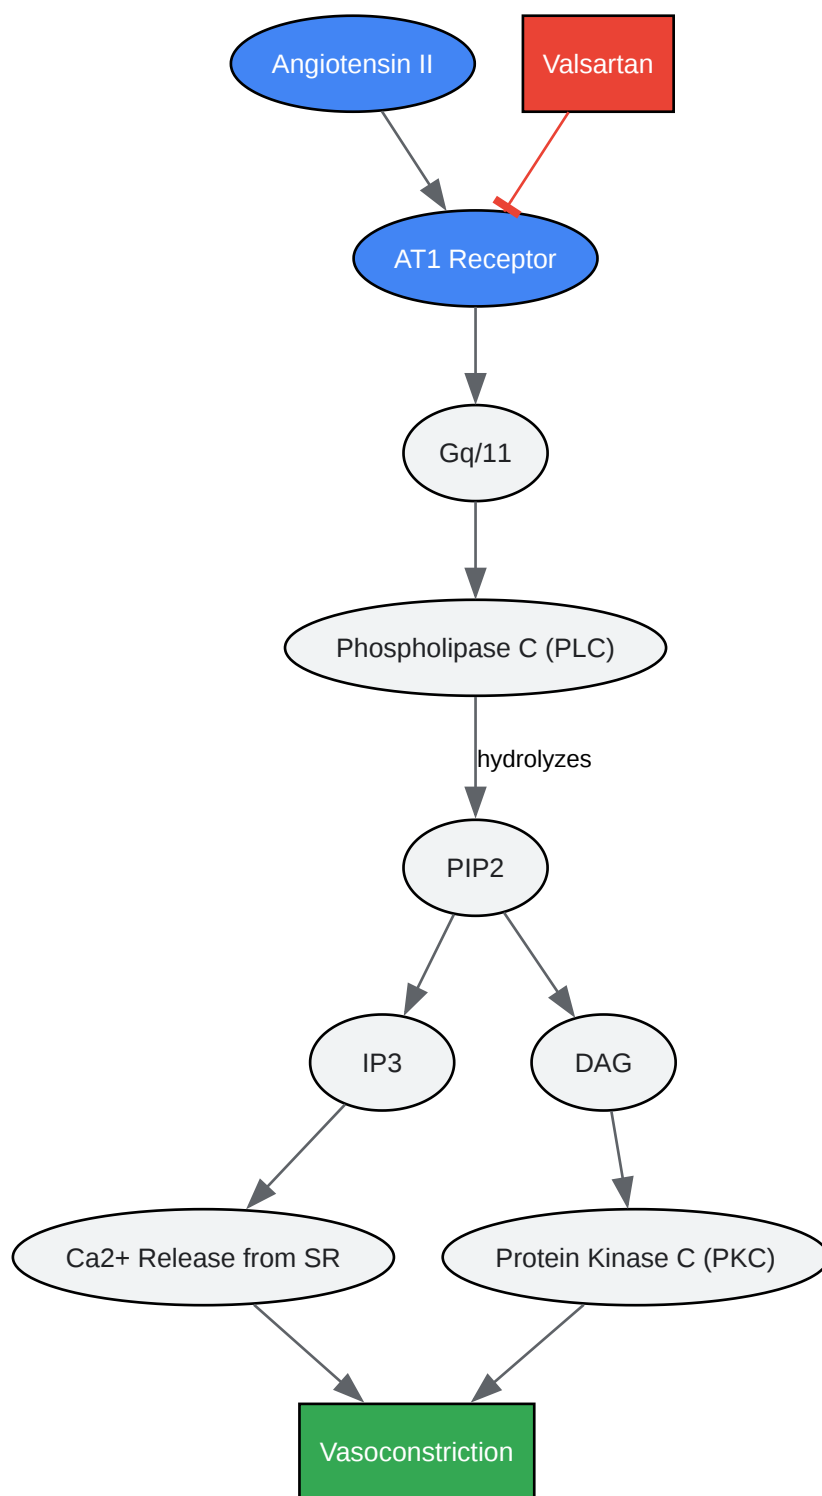 Angiotensin II
Valsartan
AT1 Receptor
Gq/11
Phospholipase C (PLC)
hydrolyzes
PIP2
IP3
DAG
Ca2+ Release from SR
Protein Kinase C (PKC)
Vasoconstriction